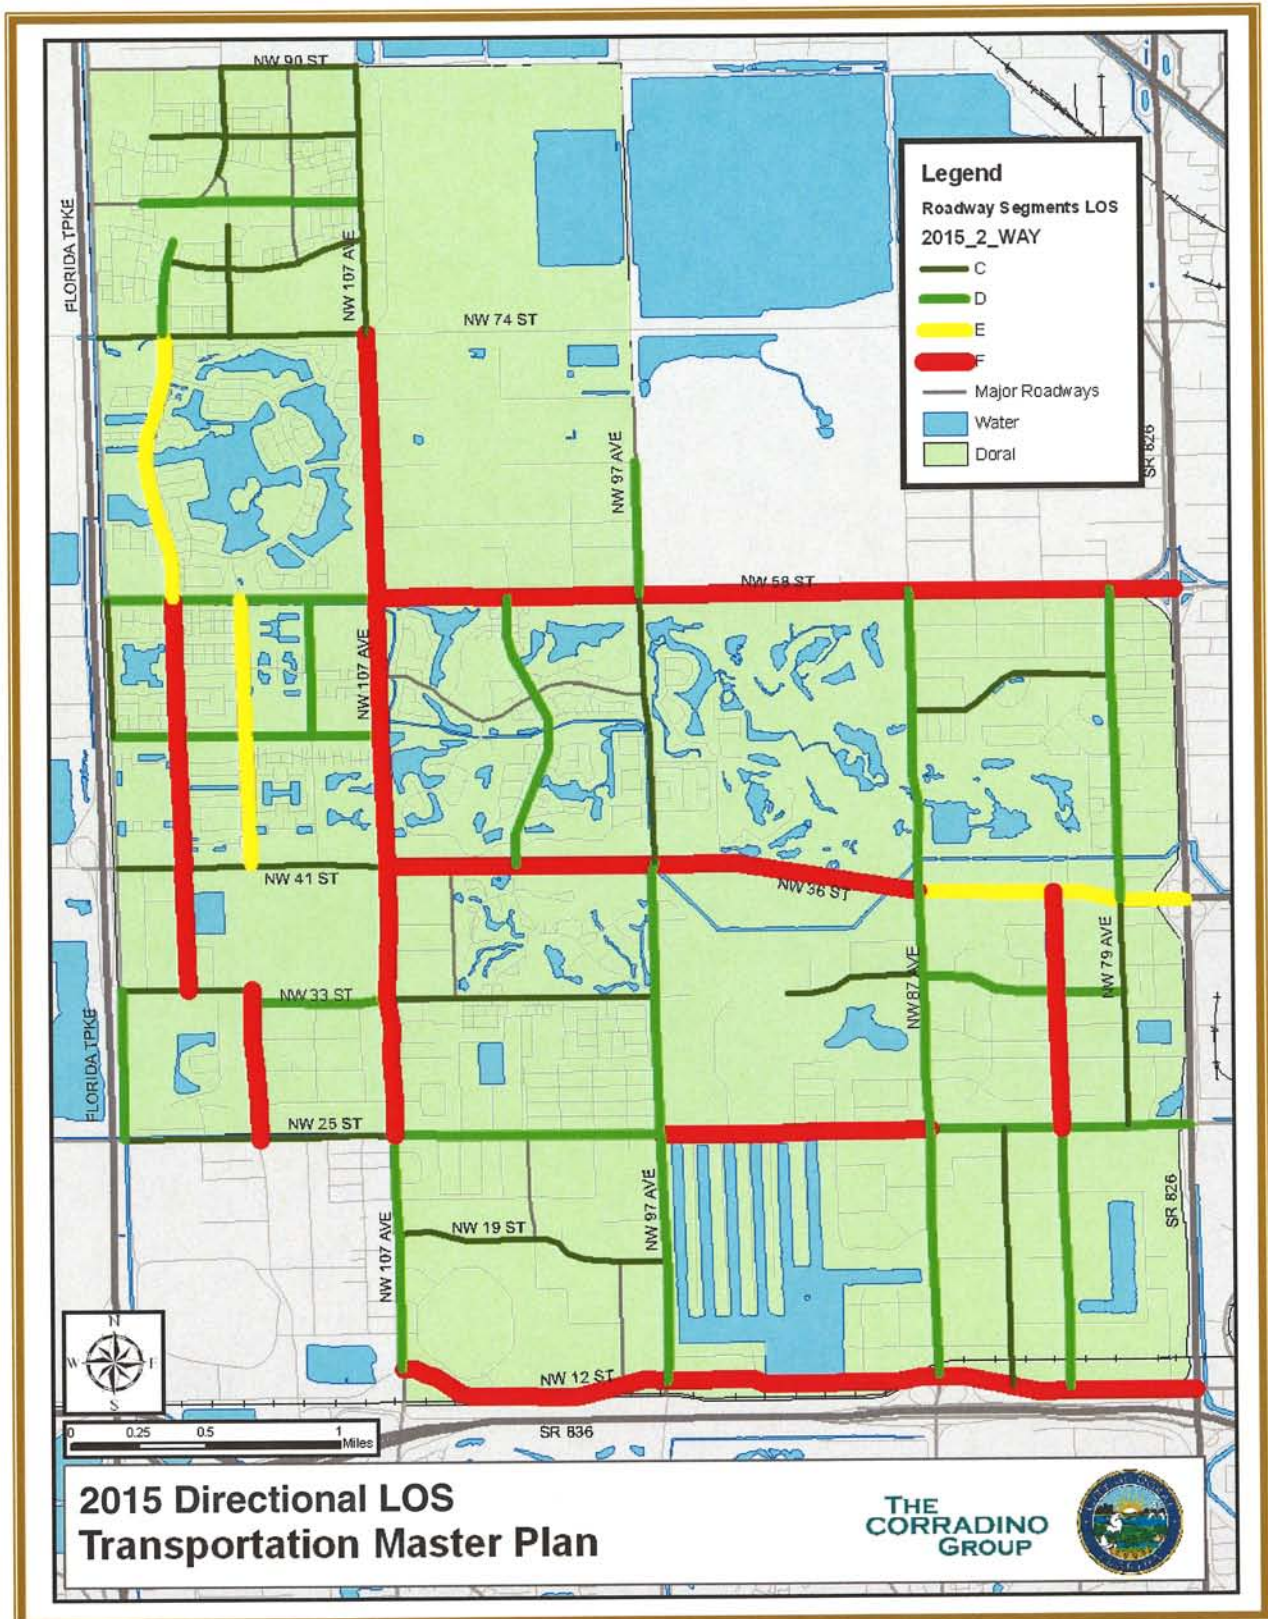 NW 90 ST
FLORIDA TPKE
NW 107 AVE
NW 74 ST
NW 97 AVE
Legend
Roadway Segments LOS
2015_2_WAY
C
D
E
F
Major Roadways
Water
Doral
SR 826
NW 58 ST
NW 107 AVE
NW 41 ST
NW 36 ST
NW 87 AVE
NW 79 AVE
NW 33 ST
FLORIDA TPKE
NW 25 ST
NW 107 AVE
NW 19 ST
NW 97 AVE
SR 826
NW 12 ST
SR 836
N
W E
S
0 0.25 0.5 1
Miles
2015 Directional LOS
Transportation Master Plan
THE
CORRADINO
GROUP